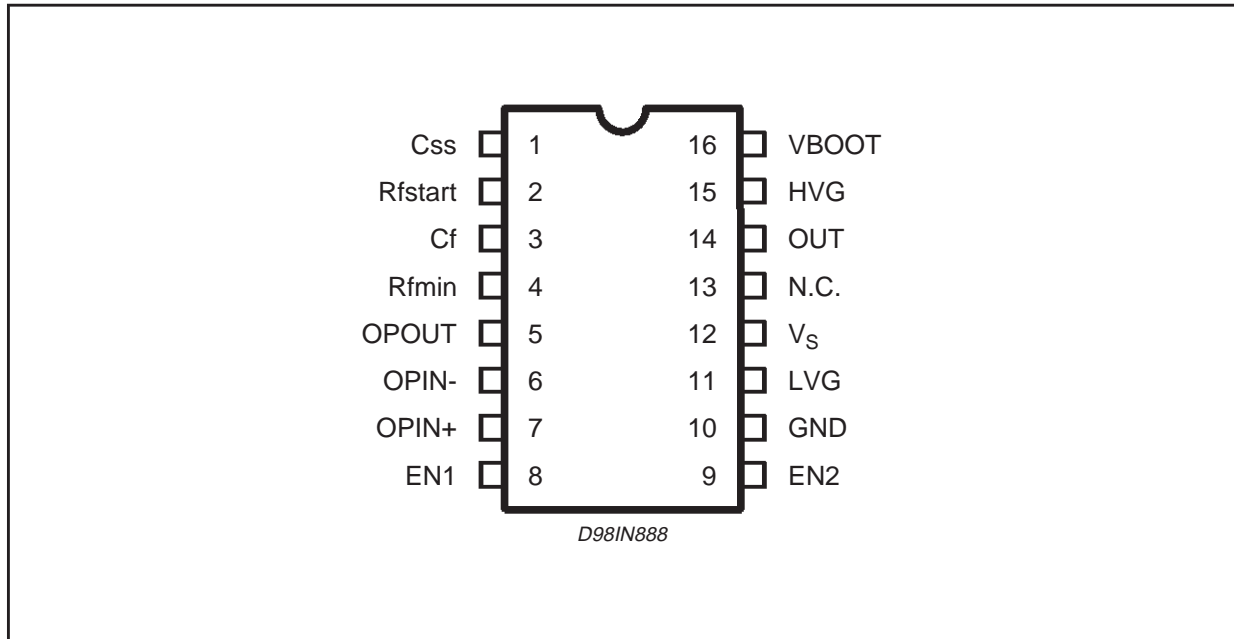 Css 1 16 VBOOT
Rfstart 2 15 HVG
Cf 3 14 OUT
Rfmin 4 13 N.C.
OPOUT 5 12 VS
OPIN- 6 11 LVG
OPIN+ 7 10 GND
EN1 8 9 EN2
D98IN888